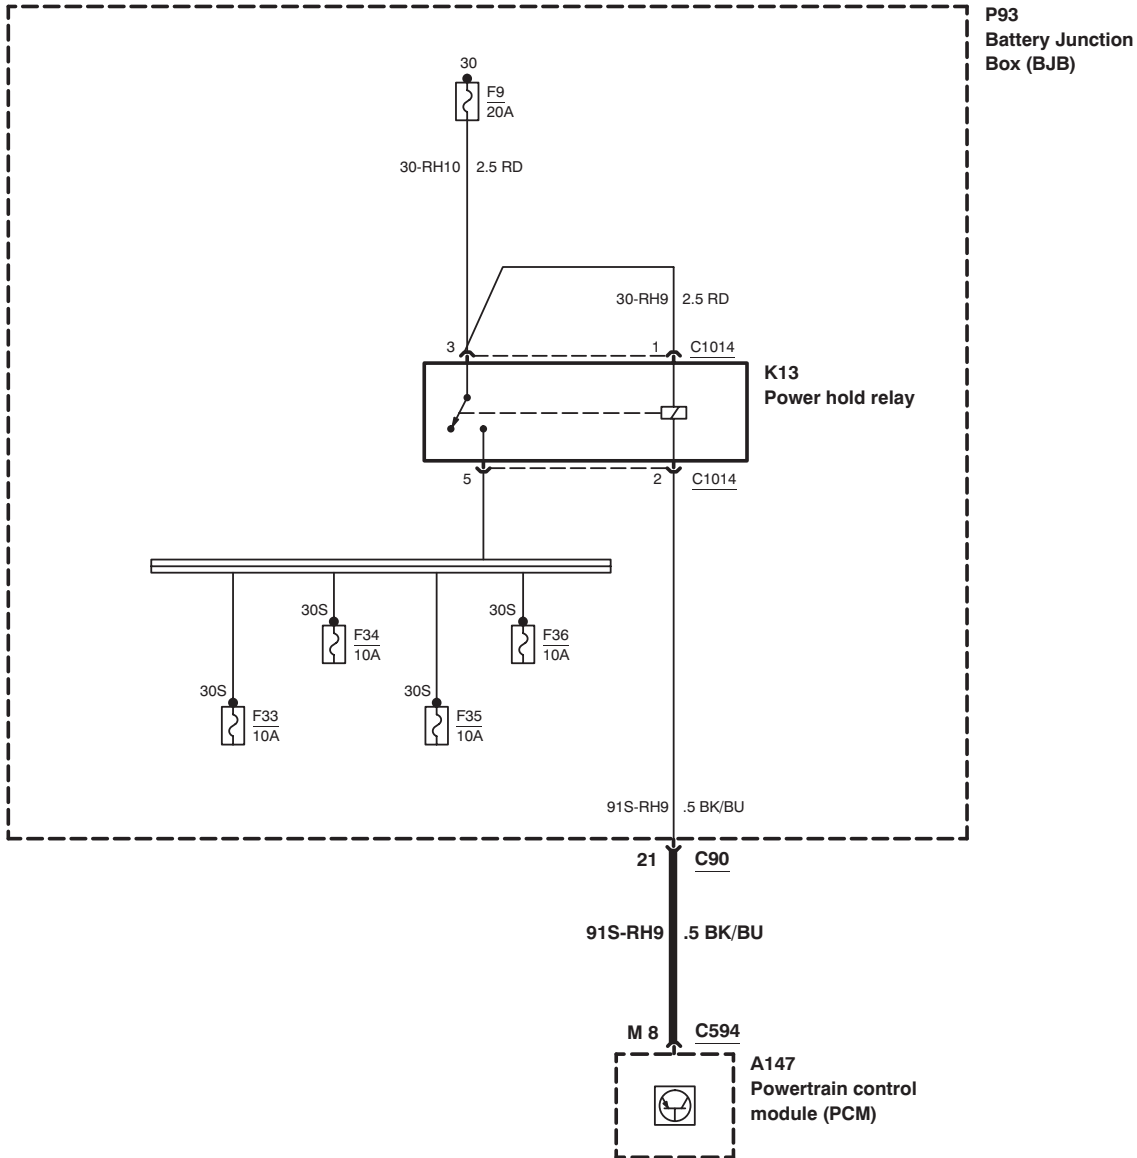 P93
Battery Junction
Box (BJB)
30
F9
20A
30-RH10 2.5 RD
30-RH9 2.5 RD
3 1 C1014
K13
Power hold relay
5 2 C1014
30S 30S
F34 F36
10A 10A
30S 30S
F33 F35
10A 10A
91S-RH9 .5 BK/BU
21 C90
91S-RH9 .5 BK/BU
M 8 C594
A147
Powertrain control
module (PCM)